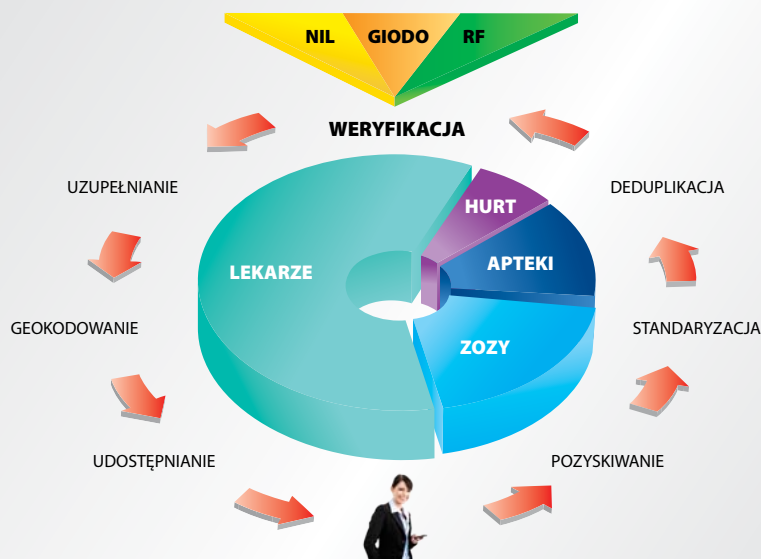 NIL GIODO RF
WERYFIKACJA
UZUPEŁNIANIE
DEDUPLIKACJA
HURT
LEKARZE
APTEKI
GEOKODOWANIE
STANDARYZACJA
ZOZY
UDOSTĘPNIANIE
POZYSKIWANIE